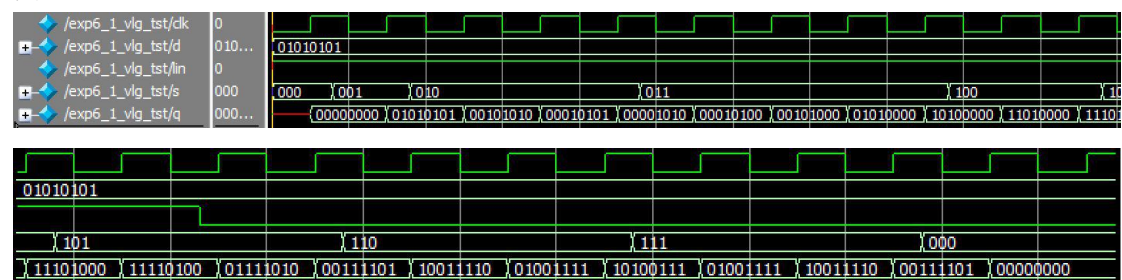 /exp6_1_vlg_tst/clk 0
/exp6_1_vlg_tst/d 010... 01010101
/exp6_1_vlg_tst/lin 0
/exp6_1_vlg_tst/s 000 000 001 010 011 100 10
/exp6_1_vlg_tst/q 000... 00000000 01010101 00101010 00010101 00001010 00010100 00101000 01010000 10100000 11010000 11101
01010101
101 110 111 000
11101000 11110100 01111010 00111101 10011110 01001111 10100111 01001111 10011110 00111101 00000000